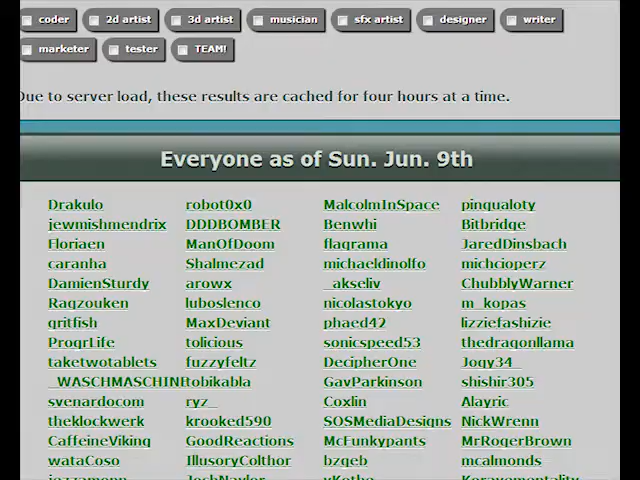 coder 2d artist 3d artist musician sfx artist designer writer
marketer tester TEAM!
Due to server load, these results are cached for four hours at a time.
Everyone as of Sun. Jun. 9th
Drakulo robot0x0 MalcolmInSpace pinqualoty
jewmishmendrix DDDBOMBER Benwhi Bitbridge
Floriaen ManOfDoom flagrama JaredDinsbach
caranha Shalmezad michaeldinolfo michcioperz
DamienSturdy arowx _akseliv ChubblyWarner
Ragzouken luboslenco nicolastokyo m_kopas
gritfish MaxDeviant phaed42 lizziefashizie
ProgrLife tolicious sonicspeed53 thedragonllama
taketwotablets fuzzyfeltz DecipherOne Jogy34_
_WASCHMASCHINE Robikabla GavParkinson shishir305
svenardocom ryz_ Coxlin Alayric
theklockwerk krooked590 SOSMediaDesigns NickWrenn
CaffeineViking GoodReactions McFunkypants MrRogerBrown
wataCoso IllusoryColthor bzgeb mcalmonds
JoshNaylor